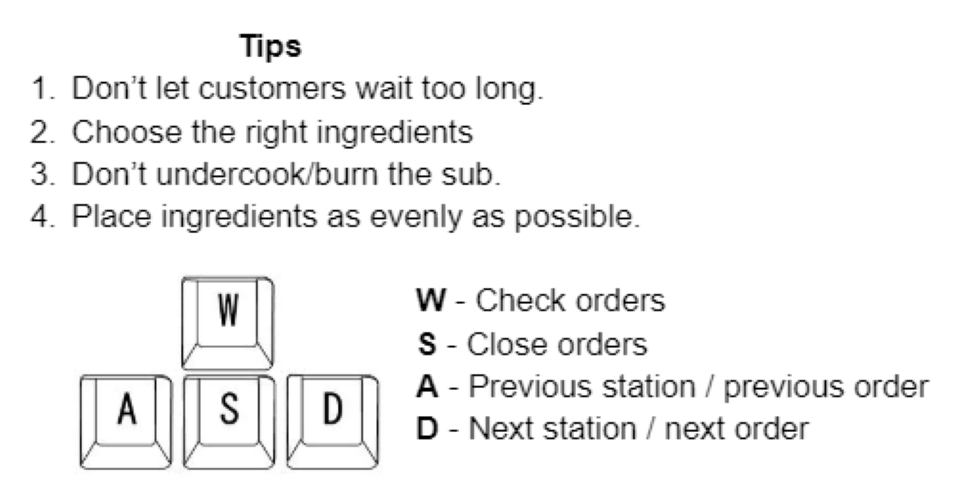 Tips
1. Don't let customers wait too long.
2. Choose the right ingredients
3. Don't undercook/burn the sub.
4. Place ingredients as evenly as possible.
W
W - Check orders
S - Close orders
A S D
A - Previous station / previous order
D - Next station / next order